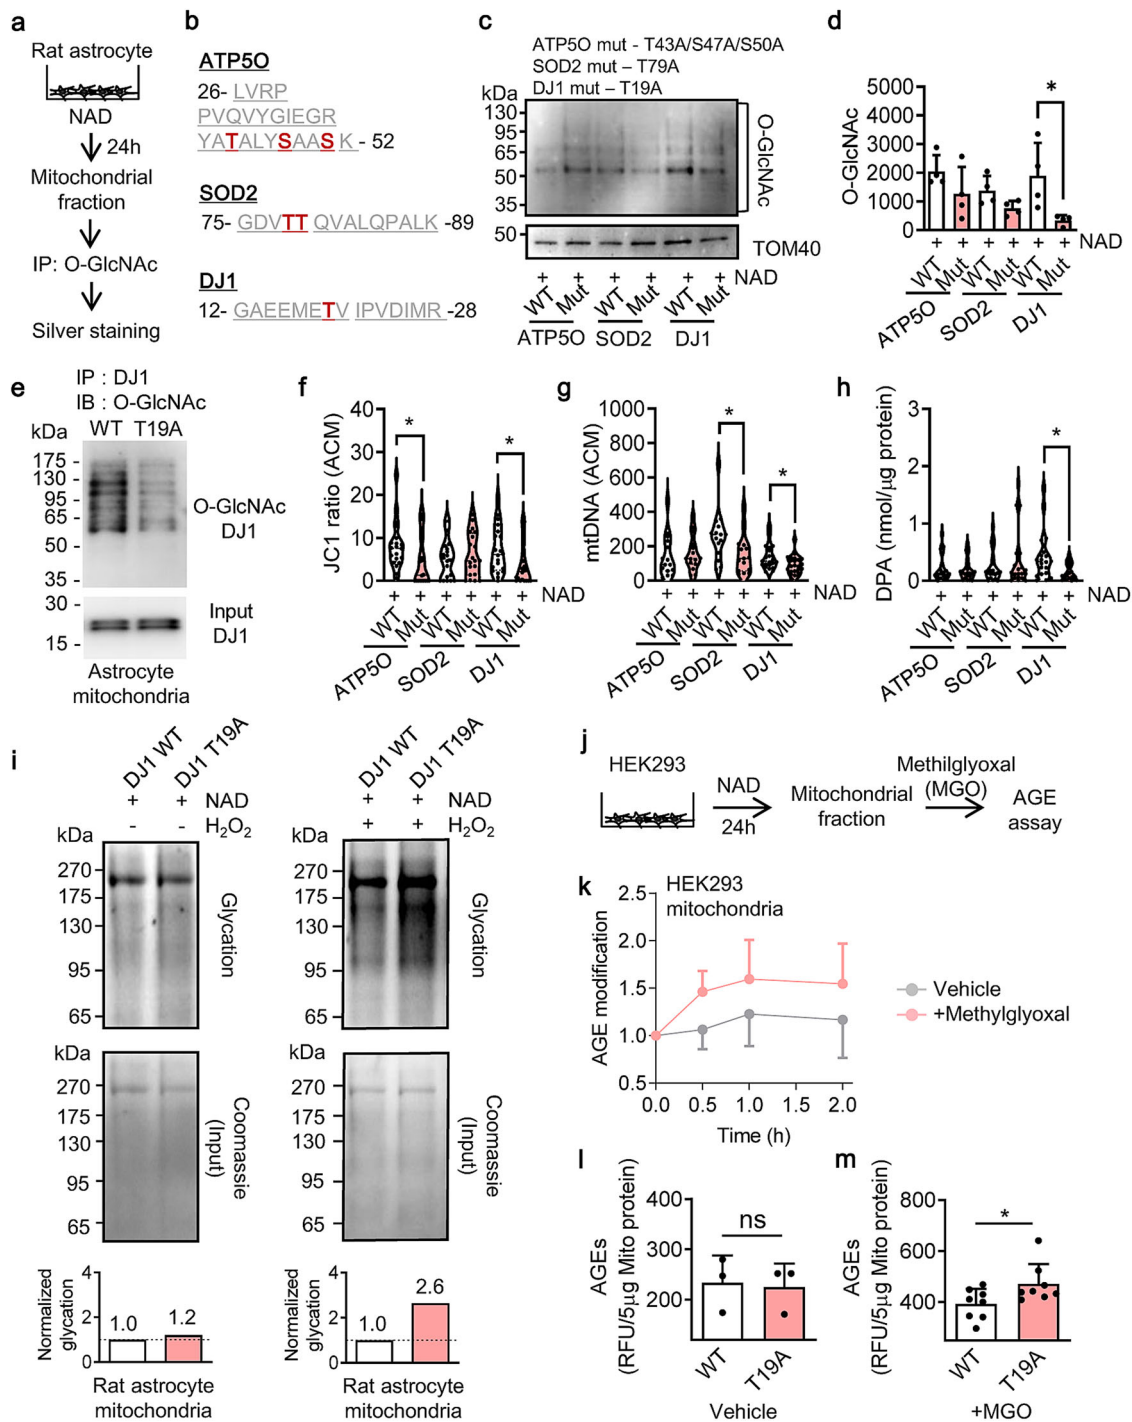 a
Rat astrocyte
NAD
24h
Mitochondrial
fraction
IP: O-GlcNAc
Silver staining
b
ATP5O
26- LVRP
PVQVYGIEGR
YATALYSAAS K - 52
SOD2
75- GDVTT QVALQPALK -89
DJ1
12- GAEEMETV IPVDIMR -28
c
ATP5O mut - T43A/S47A/S50A
SOD2 mut – T79A
DJ1 mut – T19A
kDa
130
95
65
50
35
O-GlcNAc
50
TOM40
+ + + + + + NAD
WT Mut WT Mut WT Mut
ATP5O SOD2 DJ1
d
O-GlcNAc
5000
4000
3000
2000
1000
0
*
+ + + + + + NAD
WT Mut WT Mut WT Mut
ATP5O SOD2 DJ1
e
IP : DJ1
IB : O-GlcNAc
kDa WT T19A
175 -
130 -
95 -
65 -
50 -
35 -
O-GlcNAc
DJ1
30 -
15 -
Input
DJ1
Astrocyte
mitochondria
f
JC1 ratio (ACM)
40
30
20
10
0
* *
+ + + + + + NAD
WT Mut WT Mut WT Mut
ATP5O SOD2 DJ1
g
mtDNA (ACM)
1000
800
600
400
200
0
* *
+ + + + + + NAD
WT Mut WT Mut WT Mut
ATP5O SOD2 DJ1
h
DPA (nmol/µg protein)
3
2
1
0
*
+ + + + + + NAD
WT Mut WT Mut WT Mut
ATP5O SOD2 DJ1
i
DJ1 WT DJ1 T19A
+ + NAD
- - H₂O₂
kDa
270
175
130
95
65
Glycation
kDa
270
175
130
95
65
Coomassie
(Input)
Normalized
glycation
4
2
0
1.0 1.2
Rat astrocyte
mitochondria
DJ1 WT DJ1 T19A
+ + NAD
+ + H₂O₂
kDa
270
175
130
95
65
Glycation
kDa
270
175
130
95
65
Coomassie
(Input)
Normalized
glycation
4
2
0
1.0 2.6
Rat astrocyte
mitochondria
j
HEK293
NAD
24h
Mitochondrial
fraction
Methilglyoxal
(MGO)
AGE
assay
k
HEK293
mitochondria
AGE modification
2.5
2.0
1.5
1.0
0.5
0.0 0.5 1.0 1.5 2.0
Time (h)
Vehicle
+Methylglyoxal
l
AGEs
(RFU/5µg Mito protein)
400
300
200
ns
WT T19A
Vehicle
m
AGEs
(RFU/5µg Mito protein)
800
600
400
*
WT T19A
+MGO